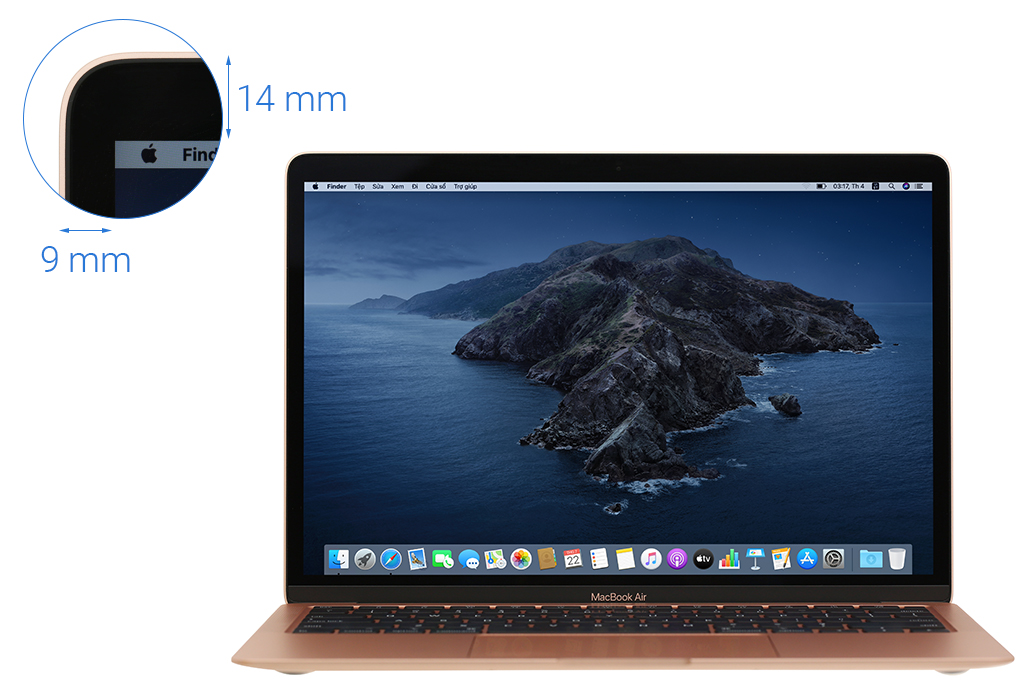 14 mm
Find
9 mm
Finder Tệp Sửa Xem Đi Cửa sổ Trợ giúp 03:17, Th 4
22
tv
MacBook Air